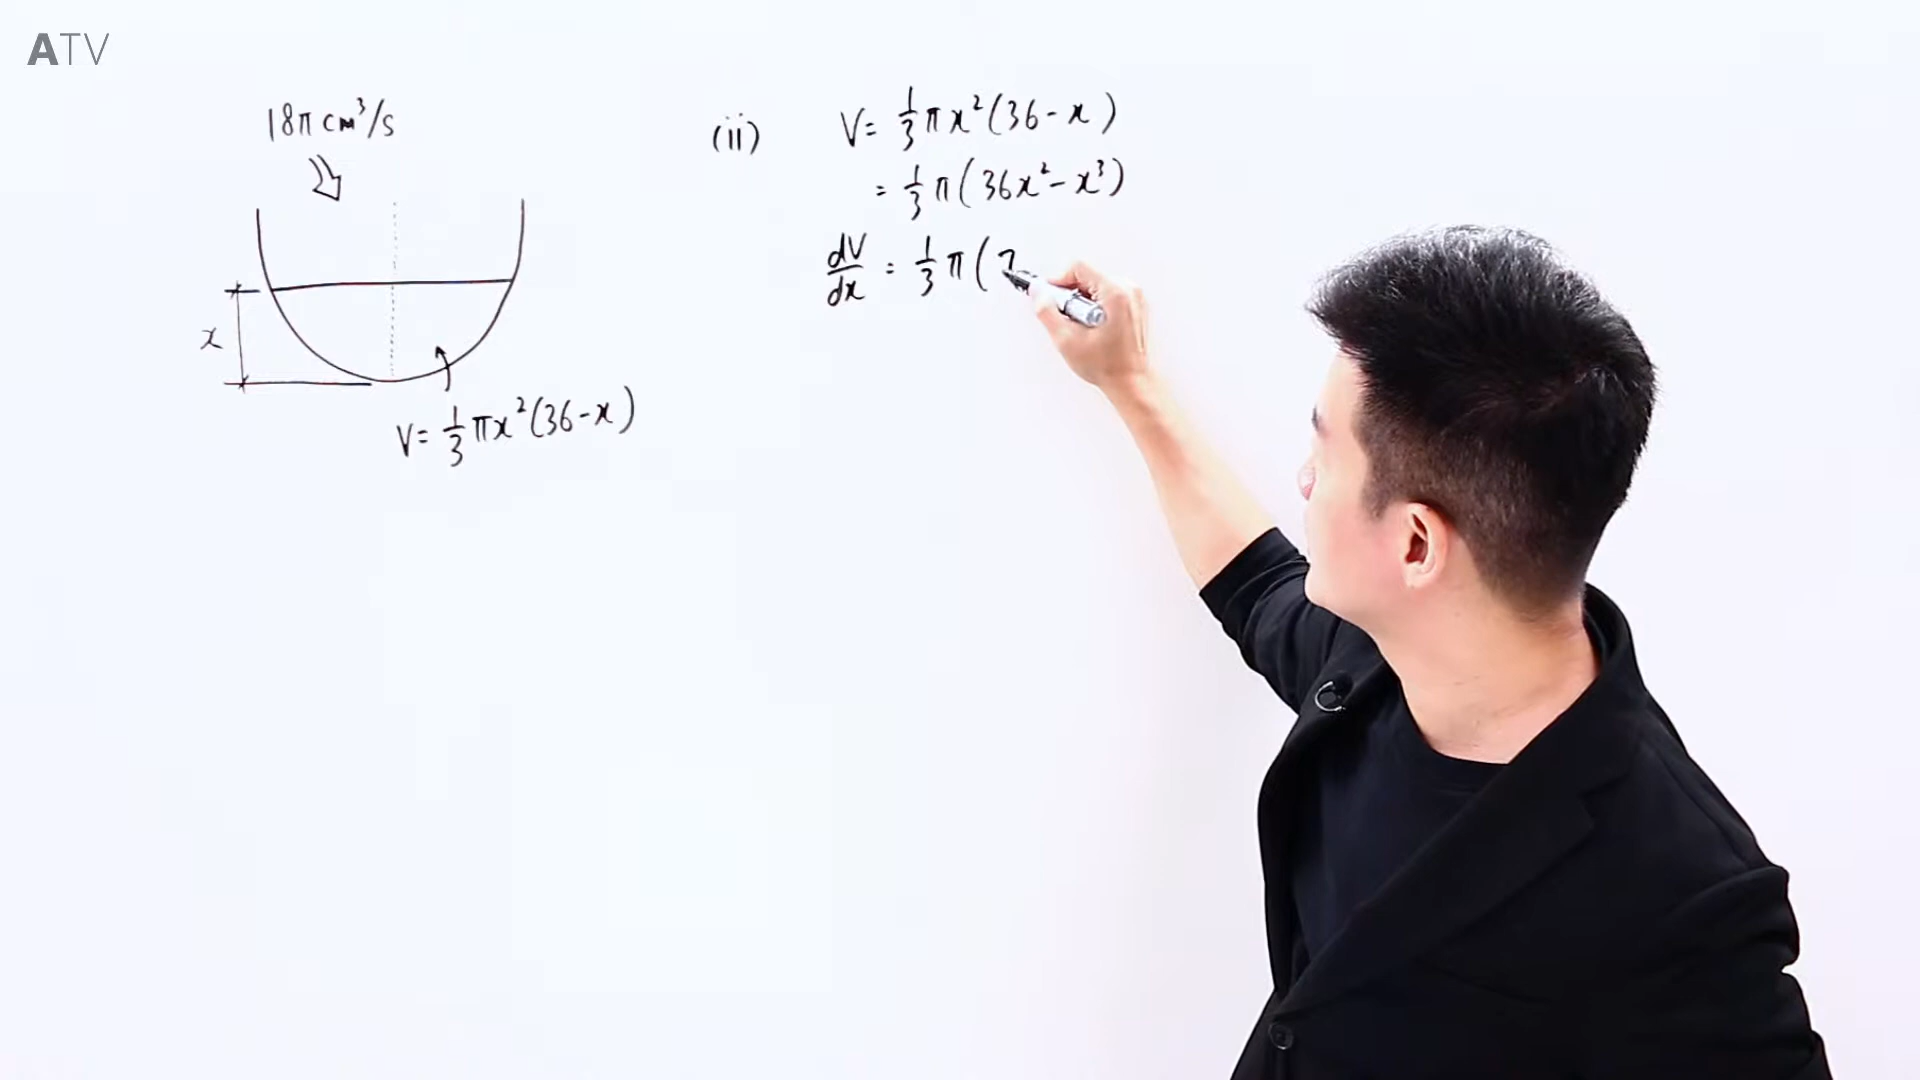 ATV
18π cm³/s
x
V= 1/3 πx²(36-x)
(ii) V= 1/3 πx²(36-x)
= 1/3 π(36x²-x³)
dV/dx = 1/3 π(7